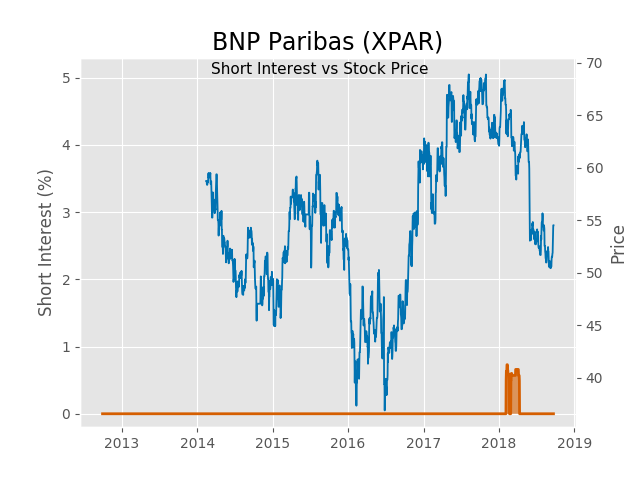 BNP Paribas (XPAR)
Short Interest vs Stock Price
Short Interest (%)
5
4
3
2
1
0
70
65
60
55
50
45
40
Price
2013 2014 2015 2016 2017 2018 2019